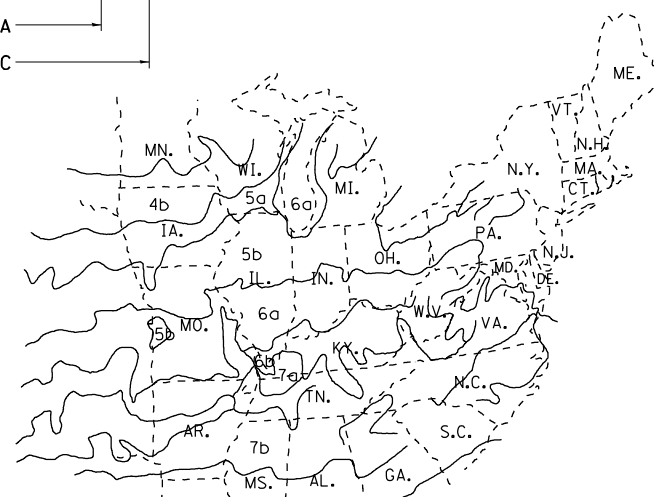 A
C
ME.
VT.
N.H.
MN.
WI.
MI.
N.Y.
MA.
CT.
4b
5a
6a
IA.
5b
OH.
PA.
N.J.
IL.
IN.
MD.
DE.
6a
W.V.
MO.
5b
VA.
KY.
6b
7a
TN.
N.C.
AR.
S.C.
7b
MS.
AL.
GA.